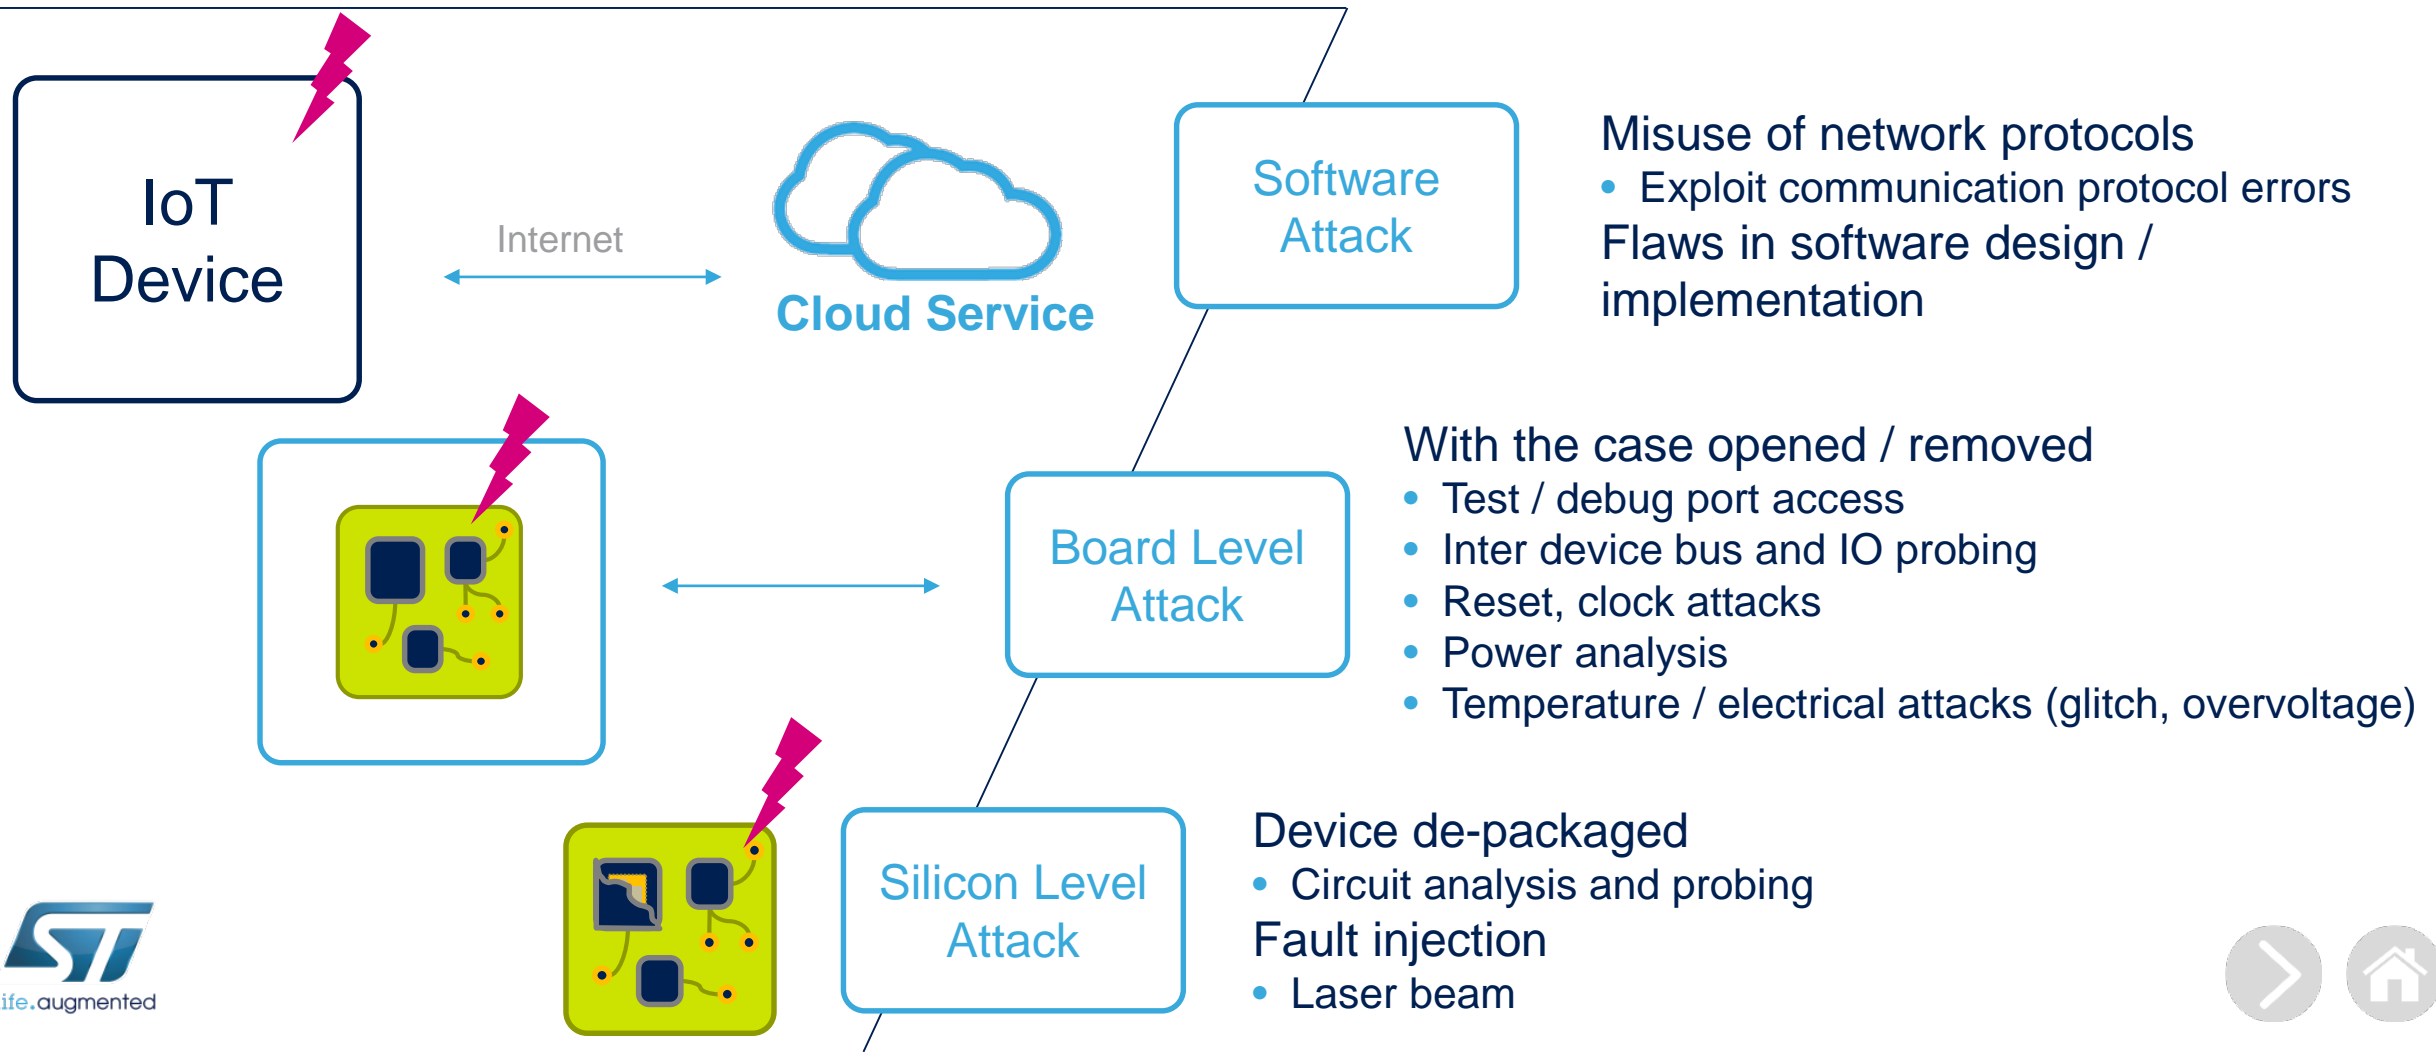 IoT
Device
Internet
Cloud Service
Software
Attack
Misuse of network protocols
• Exploit communication protocol errors
Flaws in software design /
implementation
Board Level
Attack
With the case opened / removed
• Test / debug port access
• Inter device bus and IO probing
• Reset, clock attacks
• Power analysis
• Temperature / electrical attacks (glitch, overvoltage)
Silicon Level
Attack
Device de-packaged
• Circuit analysis and probing
Fault injection
• Laser beam
ST
life.augmented